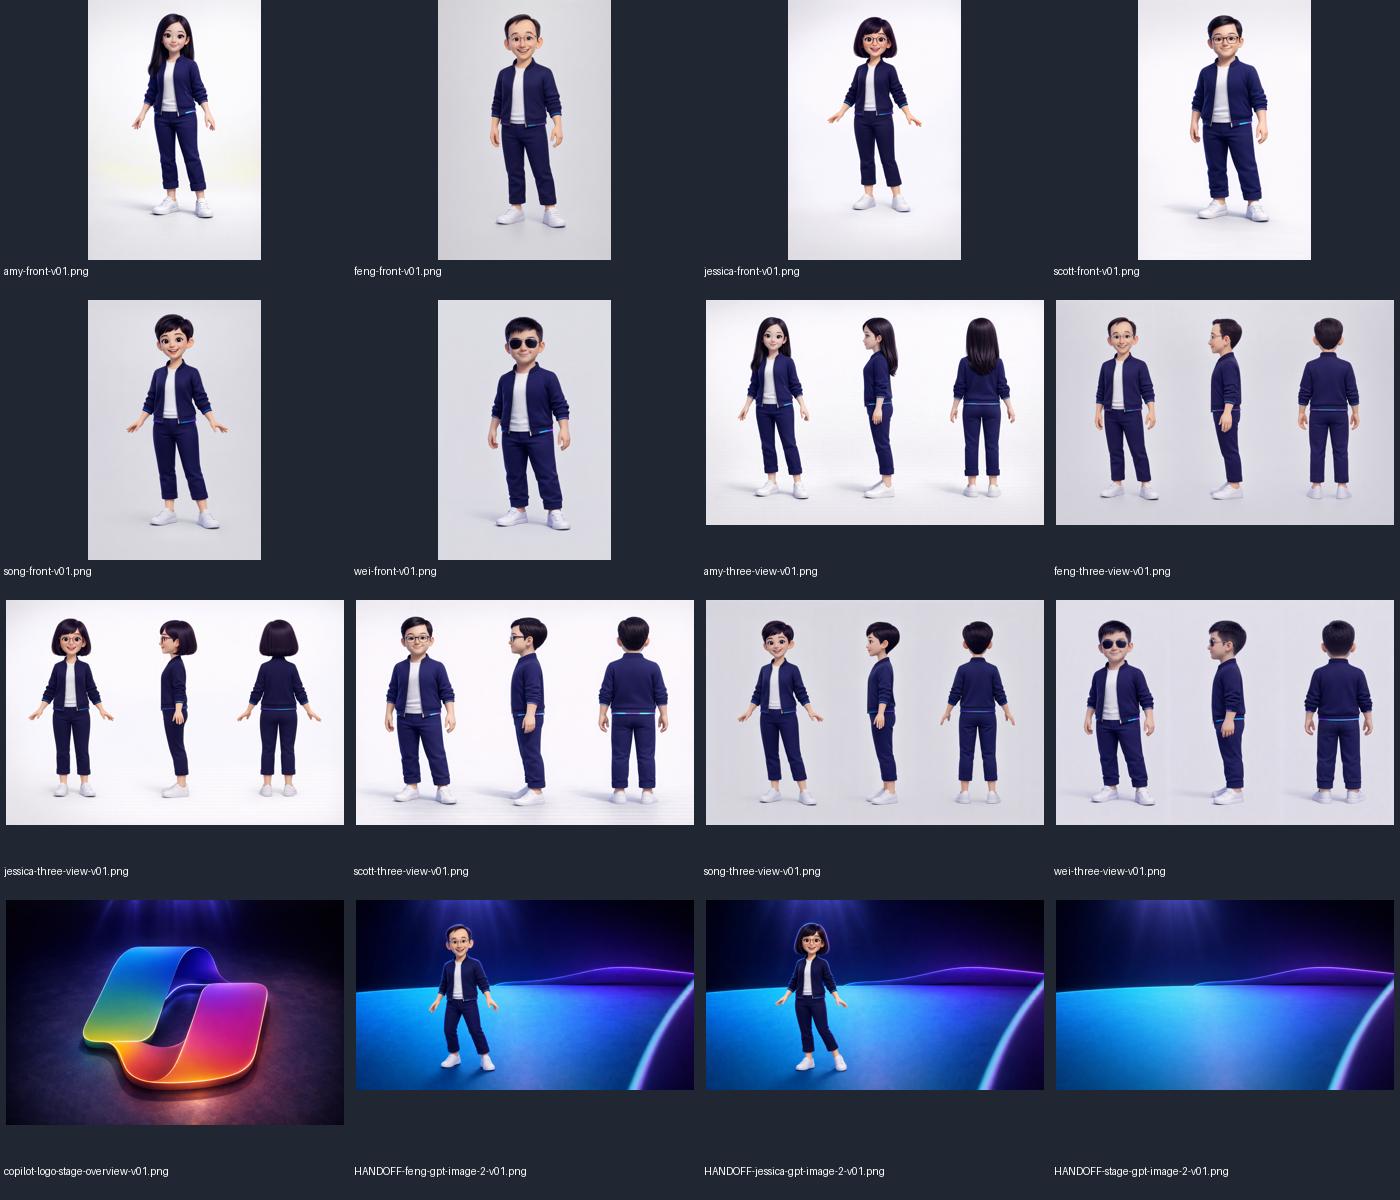 amy-front-v01.png
feng-front-v01.png
jessica-front-v01.png
scott-front-v01.png
song-front-v01.png
wei-front-v01.png
amy-three-view-v01.png
feng-three-view-v01.png
jessica-three-view-v01.png
scott-three-view-v01.png
song-three-view-v01.png
wei-three-view-v01.png
copilot-logo-stage-overview-v01.png
HANDOFF-feng-gpt-image-2-v01.png
HANDOFF-jessica-gpt-image-2-v01.png
HANDOFF-stage-gpt-image-2-v01.png